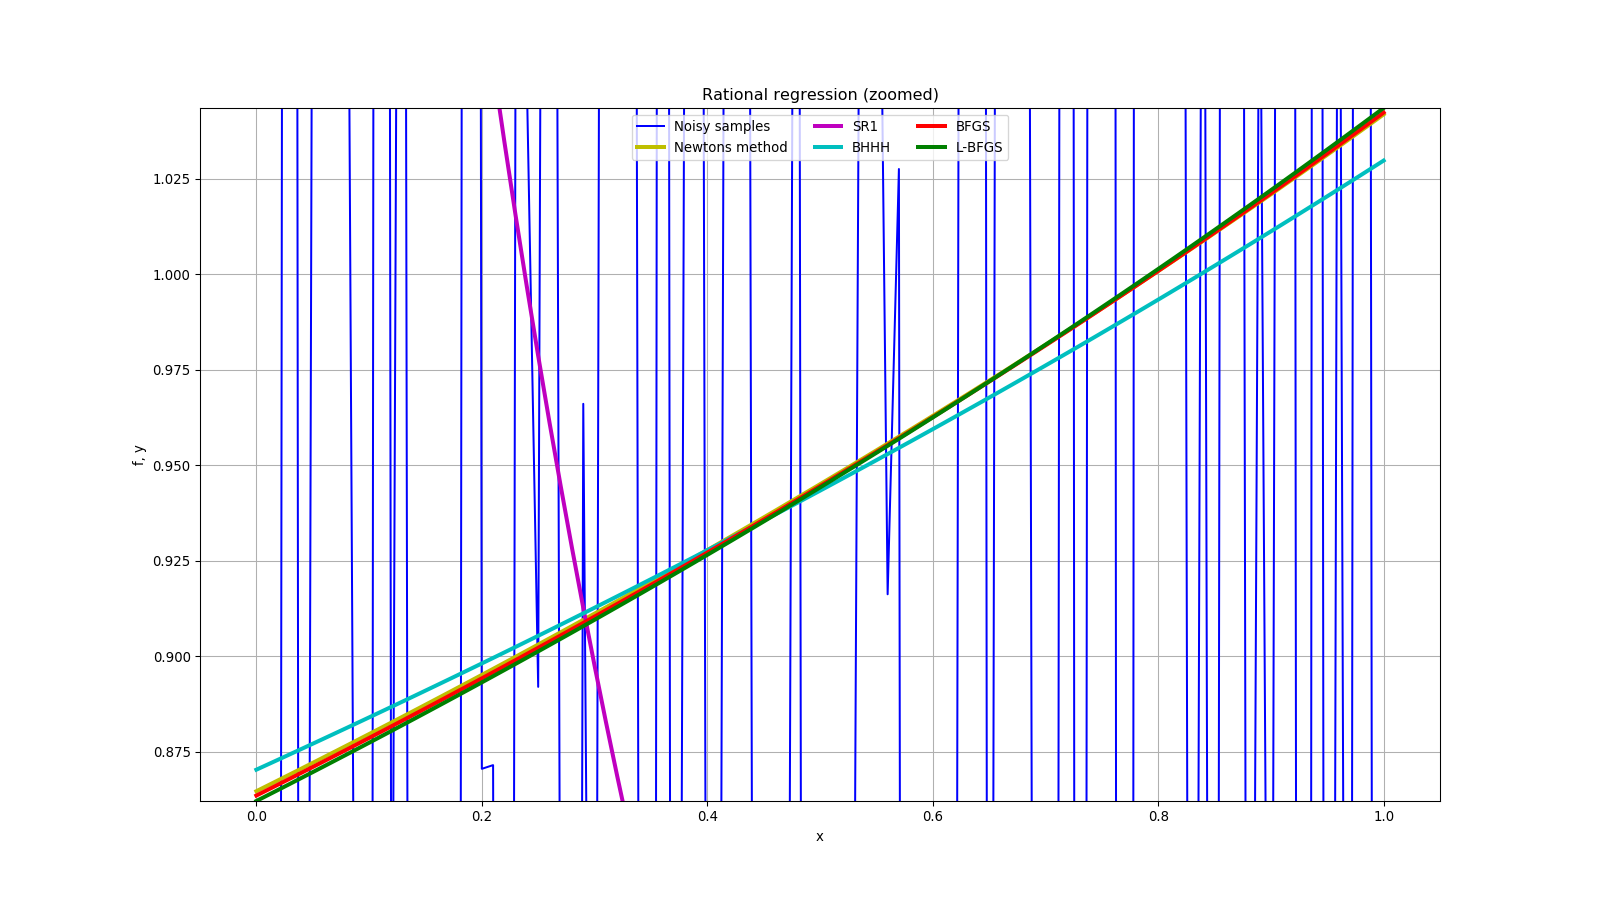 Rational regression (zoomed)
Noisy samples
Newtons method
SR1
BHHH
BFGS
L-BFGS
1.025
1.000
0.975
0.950
0.925
0.900
0.875
f, y
0.0 0.2 0.4 0.6 0.8 1.0
x